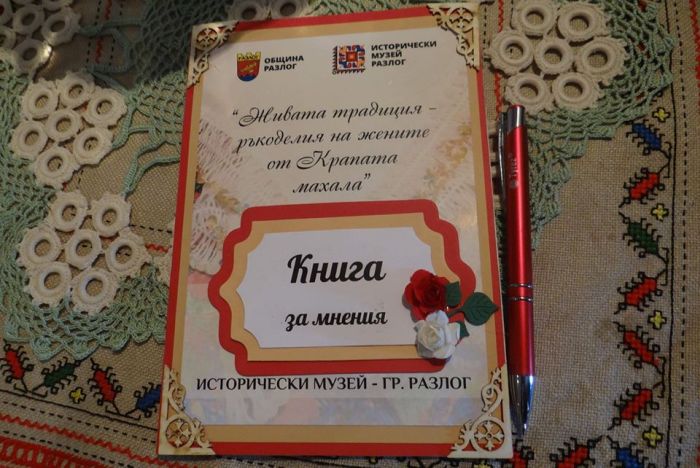 ОБЩИНА
РАЗЛОГ
ИСТОРИЧЕСКИ
МУЗЕЙ
РАЗЛОГ
“Живата традиция –
ръкоделия на жените
от Крапата
махала”
Книга
за мнения
ИСТОРИЧЕСКИ МУЗЕЙ - ГР. РАЗЛОГ